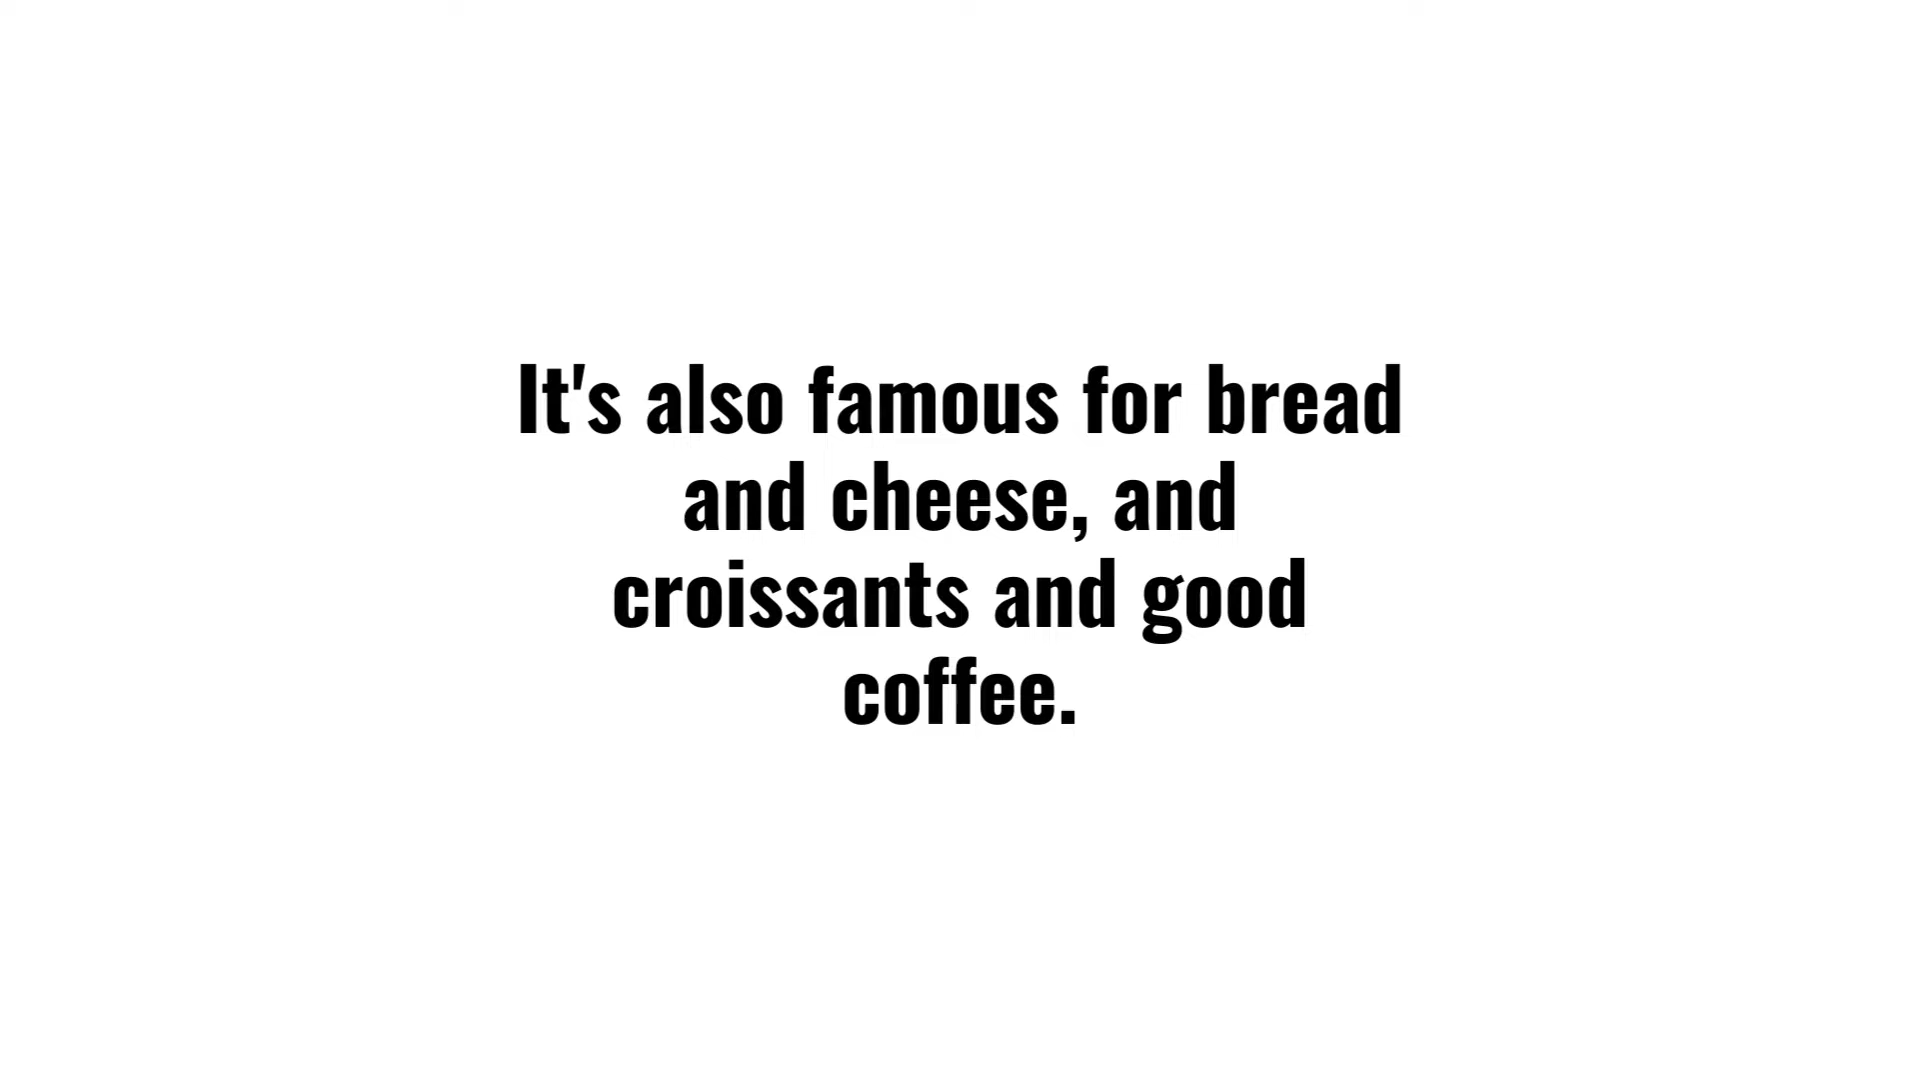 It's also famous for bread
and cheese, and
croissants and good
coffee.